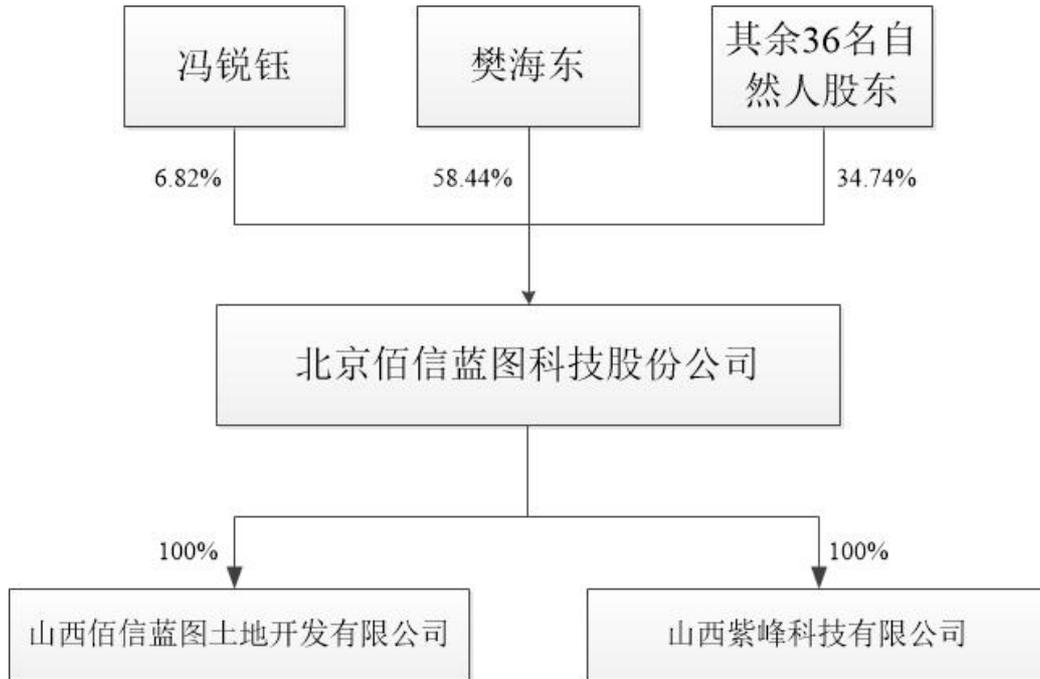 冯锐钰
樊海东
其余36名自
然人股东
6.82%
58.44%
34.74%
北京佰信蓝图科技股份公司
100%
100%
山西佰信蓝图土地开发有限公司
山西紫峰科技有限公司